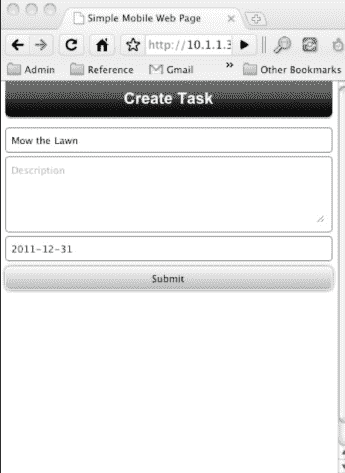 Simple Mobile Web Page
http://10.1.1.3
Admin Reference Gmail » Other Bookmarks
Create Task
Mow the Lawn
Description
2011-12-31
Submit